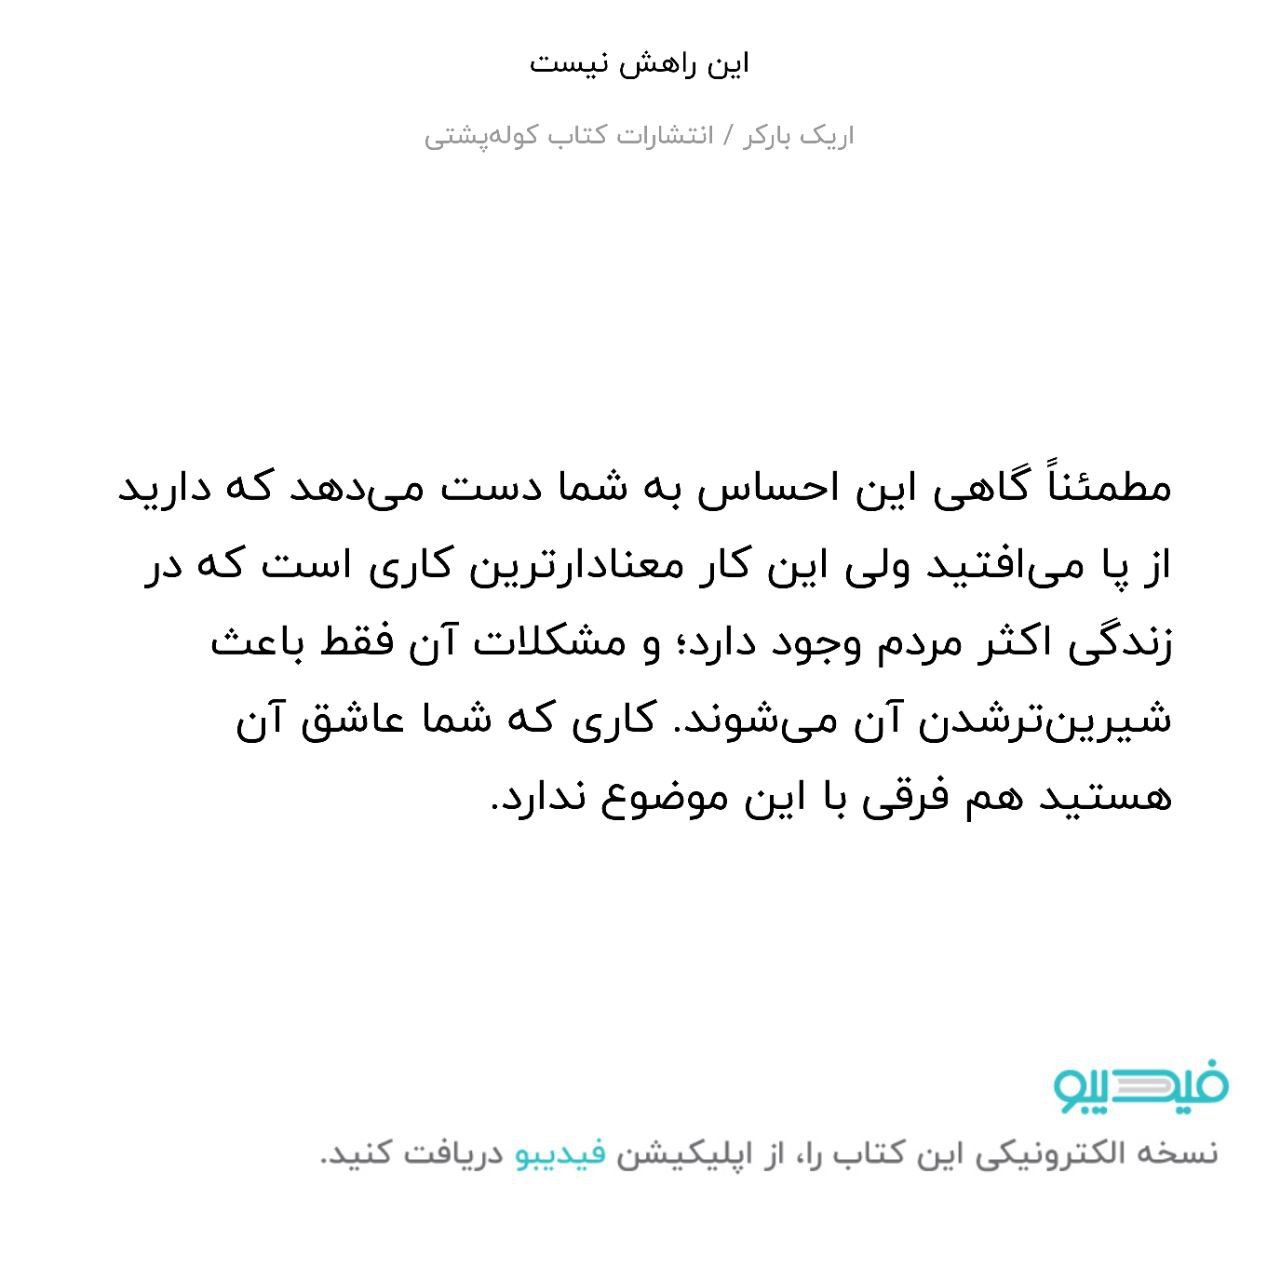 این راهش نیست
اریک بارکر / انتشارات کتاب کوله‌پشتی
مطمئناً گاهی این احساس به شما دست می‌دهد که دارید
از پا می‌افتید ولی این کار معنادارترین کاری است که در
زندگی اکثر مردم وجود دارد؛ و مشکلات آن فقط باعث
شیرین‌ترشدن آن می‌شوند. کاری که شما عاشق آن
هستید هم فرقی با این موضوع ندارد.
فیدیبو
نسخه الکترونیکی این کتاب را، از اپلیکیشن فیدیبو دریافت کنید.